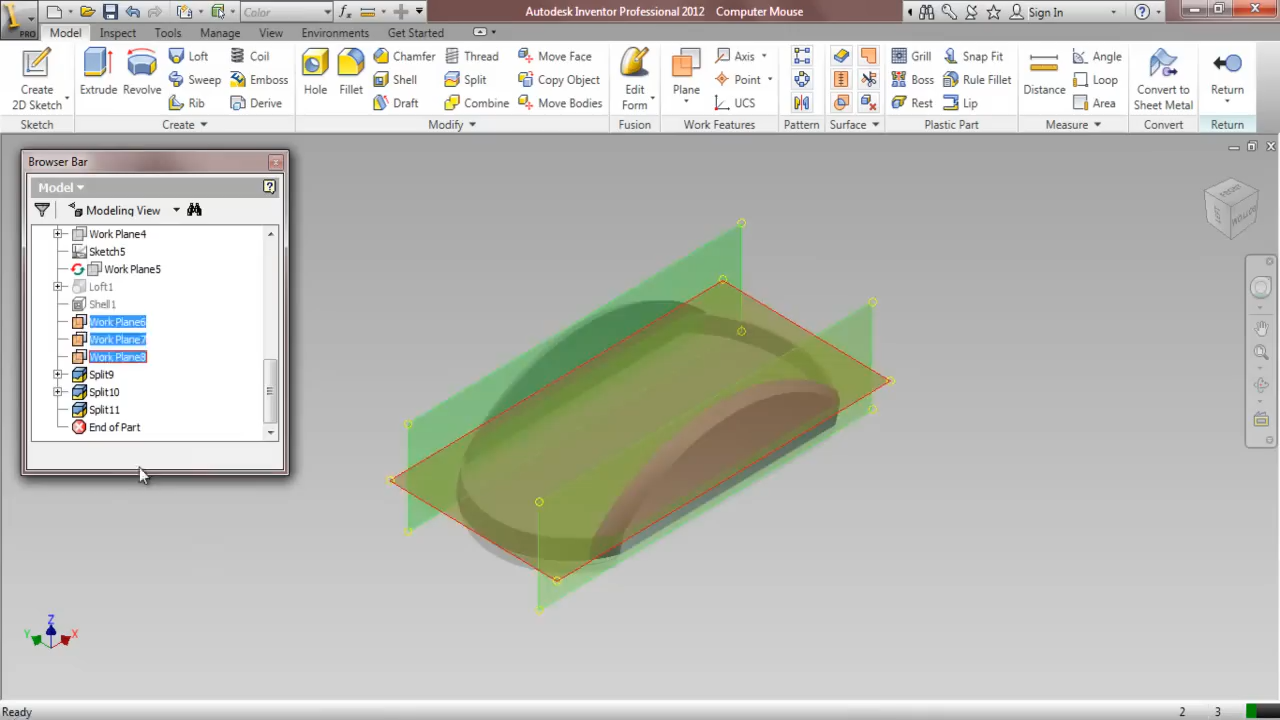 PRO
Color
Autodesk Inventor Professional 2012 Computer Mouse
Sign In
Model Inspect Tools Manage View Environments Get Started
Create 2D Sketch
Sketch
Extrude
Revolve
Loft
Sweep
Rib
Coil
Emboss
Derive
Create
Hole
Fillet
Chamfer
Shell
Draft
Thread
Split
Combine
Move Face
Copy Object
Move Bodies
Modify
Edit Form
Fusion
Plane
Axis
Point
UCS
Work Features
Pattern
Surface
Grill
Boss
Rest
Snap Fit
Rule Fillet
Lip
Plastic Part
Distance
Angle
Loop
Area
Measure
Convert to Sheet Metal
Convert
Return
Return
Browser Bar
Model
Modeling View
Work Plane4
Sketch5
Work Plane5
Loft1
Shell1
Work Plane6
Work Plane7
Work Plane8
Split9
Split10
Split11
End of Part
FRONT
Z
Y
X
Ready
2 3